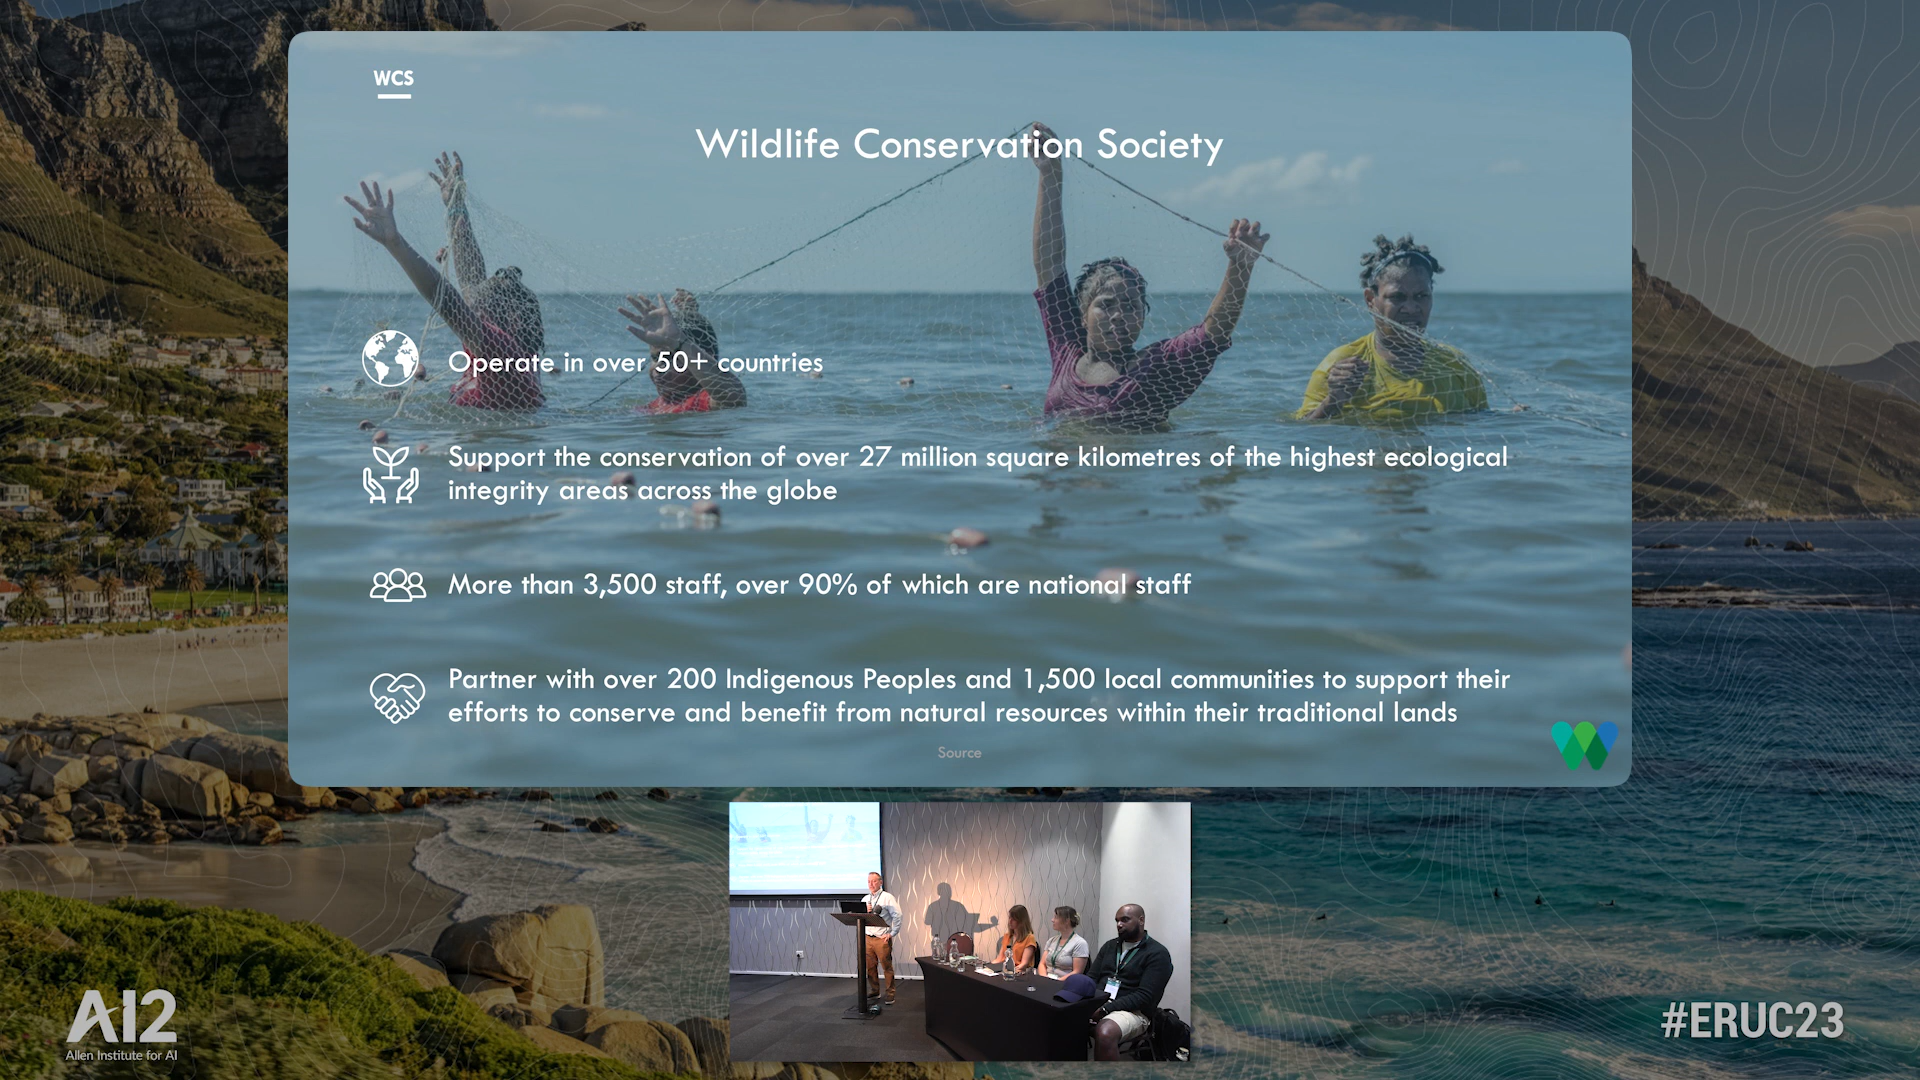 WCS
Wildlife Conservation Society
Operate in over 50+ countries
Support the conservation of over 27 million square kilometres of the highest ecological
integrity areas across the globe
More than 3,500 staff, over 90% of which are national staff
Partner with over 200 Indigenous Peoples and 1,500 local communities to support their
efforts to conserve and benefit from natural resources within their traditional lands
Source
AI2
Allen Institute for AI
#ERUC23